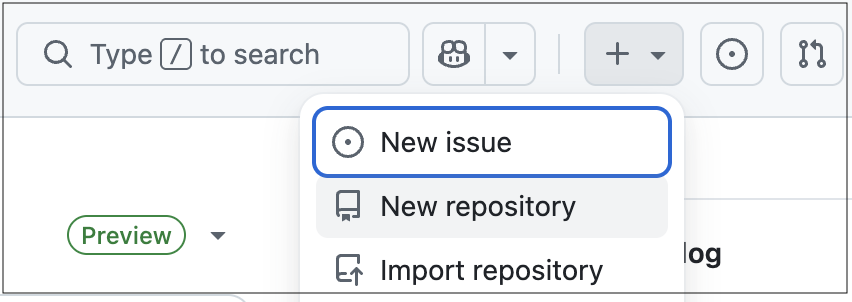 Type / to search
New issue
New repository
Preview
log
Import repository